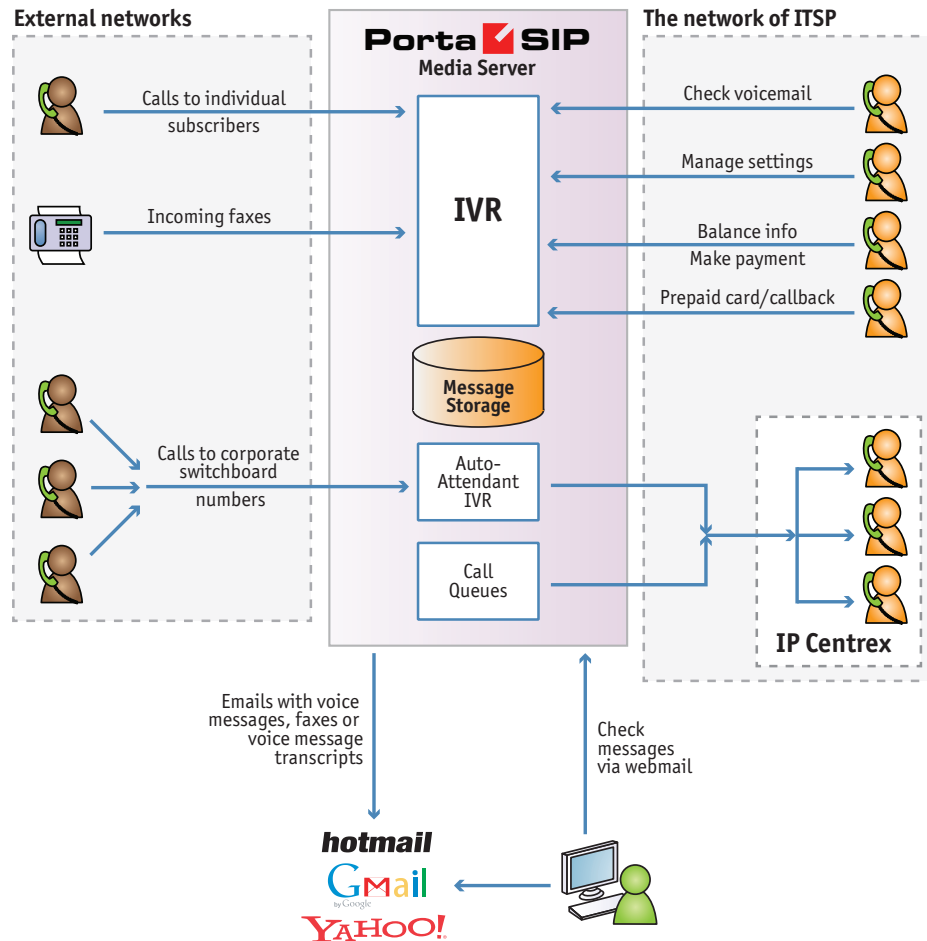 External networks
Porta SIP
Media Server
The network of ITSP
Calls to individual
subscribers
Incoming faxes
IVR
Check voicemail
Manage settings
Balance info
Make payment
Prepaid card/callback
Message
Storage
Calls to corporate
switchboard
numbers
Auto-
Attendant
IVR
Call
Queues
IP Centrex
Emails with voice
messages, faxes or
voice message
transcripts
Check
messages
via webmail
hotmail
GMail
by Google
YAHOO!